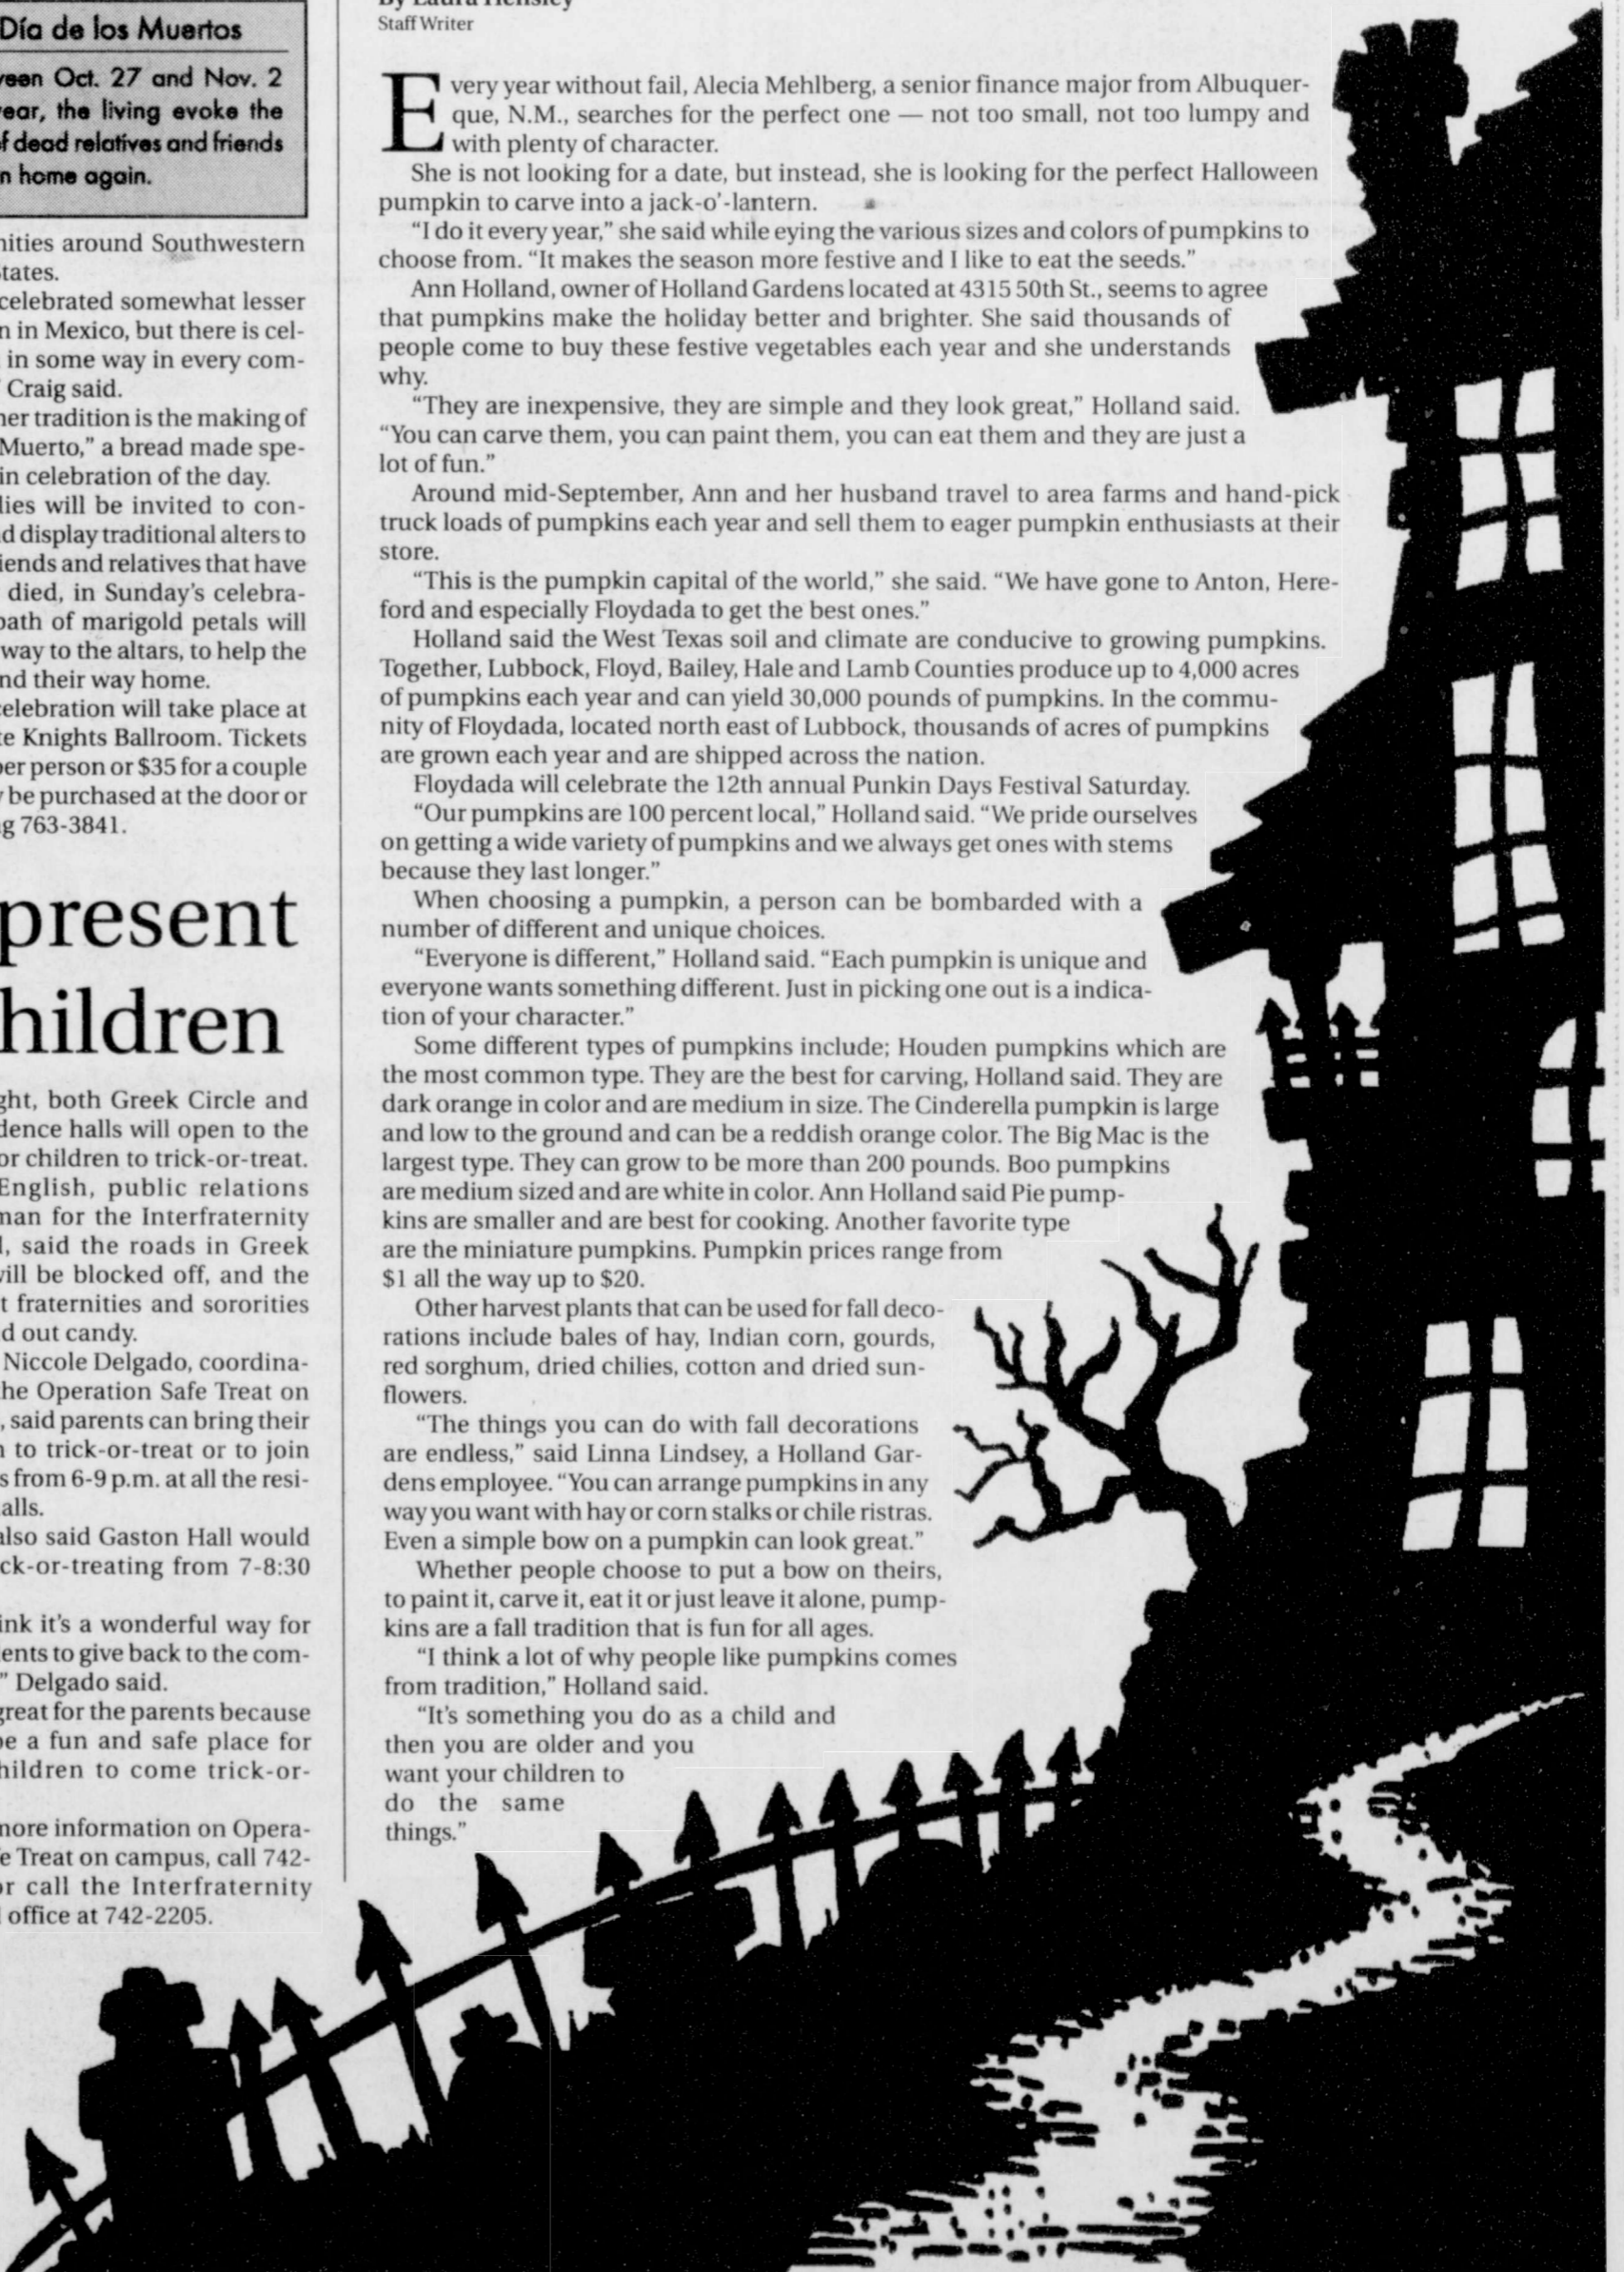 Día de los Muertos
Oct. 27 and Nov. 2
the living evoke the
dead relatives and friends
home again.
around Southwestern
celebrated somewhat lesser
in Mexico, but there is cel-
in some way in every com-
Craig said.
tradition is the making of
Muerto,” a bread made spe-
in celebration of the day.
will be invited to con-
display traditional alters to
and relatives that have
died, in Sunday's celebra-
of marigold petals will
way to the altars, to help the
their way home.
celebration will take place at
Knights Ballroom. Tickets
per person or $35 for a couple
be purchased at the door or
763-3841.
present
both Greek Circle and
halls will open to the
or children to trick-or-treat.
English, public relations
for the Interfraternity
said the roads in Greek
will be blocked off, and the
fraternities and sororities
out candy.
Niccole Delgado, coordina-
the Operation Safe Treat on
, said parents can bring their
to trick-or-treat or to join
from 6-9 p.m. at all the resi-
also said Gaston Hall would
from 7-8:30
it's a wonderful way for
to give back to the com-
” Delgado said.
great for the parents because
be a fun and safe place for
children to come trick-or-
more information on Opera-
Treat on campus, call 742-
or call the Interfraternity
office at 742-2205.
By Laura Hensley
Staff Writer
Every year without fail, Alecia Mehlberg, a senior finance major from Albuquer-
que, N.M., searches for the perfect one — not too small, not too lumpy and
with plenty of character.
She is not looking for a date, but instead, she is looking for the perfect Halloween
pumpkin to carve into a jack-o'-lantern.
“I do it every year,” she said while eying the various sizes and colors of pumpkins to
choose from. “It makes the season more festive and I like to eat the seeds.”
Ann Holland, owner of Holland Gardens located at 4315 50th St., seems to agree
that pumpkins make the holiday better and brighter. She said thousands of
people come to buy these festive vegetables each year and she understands
why.
“They are inexpensive, they are simple and they look great,” Holland said.
“You can carve them, you can paint them, you can eat them and they are just a
lot of fun.”
Around mid-September, Ann and her husband travel to area farms and hand-pick
truck loads of pumpkins each year and sell them to eager pumpkin enthusiasts at their
store.
“This is the pumpkin capital of the world,” she said. “We have gone to Anton, Here-
ford and especially Floydada to get the best ones.”
Holland said the West Texas soil and climate are conducive to growing pumpkins.
Together, Lubbock, Floyd, Bailey, Hale and Lamb Counties produce up to 4,000 acres
of pumpkins each year and can yield 30,000 pounds of pumpkins. In the commu-
nity of Floydada, located north east of Lubbock, thousands of acres of pumpkins
are grown each year and are shipped across the nation.
Floydada will celebrate the 12th annual Punkin Days Festival Saturday.
“Our pumpkins are 100 percent local,” Holland said. “We pride ourselves
on getting a wide variety of pumpkins and we always get ones with stems
because they last longer.”
When choosing a pumpkin, a person can be bombarded with a
number of different and unique choices.
“Everyone is different,” Holland said. “Each pumpkin is unique and
everyone wants something different. Just in picking one out is a indica-
tion of your character.”
Some different types of pumpkins include; Houden pumpkins which are
the most common type. They are the best for carving, Holland said. They are
dark orange in color and are medium in size. The Cinderella pumpkin is large
and low to the ground and can be a reddish orange color. The Big Mac is the
largest type. They can grow to be more than 200 pounds. Boo pumpkins
are medium sized and are white in color. Ann Holland said Pie pump-
kins are smaller and are best for cooking. Another favorite type
are the miniature pumpkins. Pumpkin prices range from
$1 all the way up to $20.
Other harvest plants that can be used for fall deco-
rations include bales of hay, Indian corn, gourds,
red sorghum, dried chilies, cotton and dried sun-
flowers.
“The things you can do with fall decorations
are endless,” said Linna Lindsey, a Holland Gar-
dens employee. “You can arrange pumpkins in any
way you want with hay or corn stalks or chile ristras.
Even a simple bow on a pumpkin can look great.”
Whether people choose to put a bow on theirs,
to paint it, carve it, eat it or just leave it alone, pump-
kins are a fall tradition that is fun for all ages.
“I think a lot of why people like pumpkins comes
from tradition,” Holland said.
“It's something you do as a child and
then you are older and you
want your children to
do the same
things.”